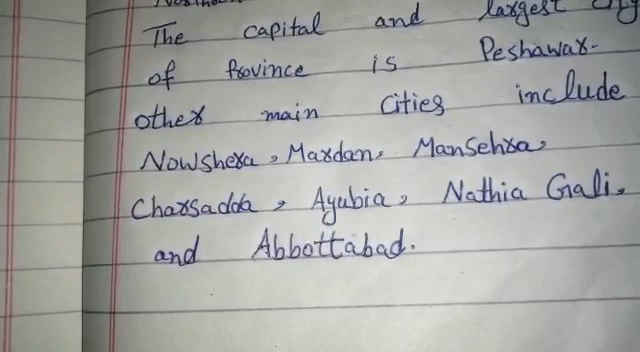 The capital and largest city
of province is Peshawar.
other main cities include
Nowshera, Mardan, Mansehra,
Charsadda, Ayubia, Nathia Gali,
and Abbottabad.